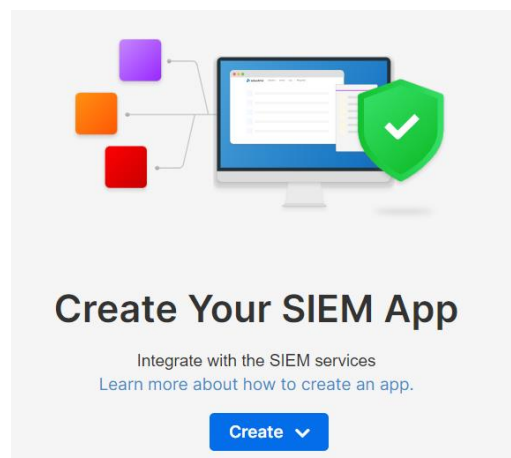 Create Your SIEM App
Integrate with the SIEM services
Learn more about how to create an app.
Create